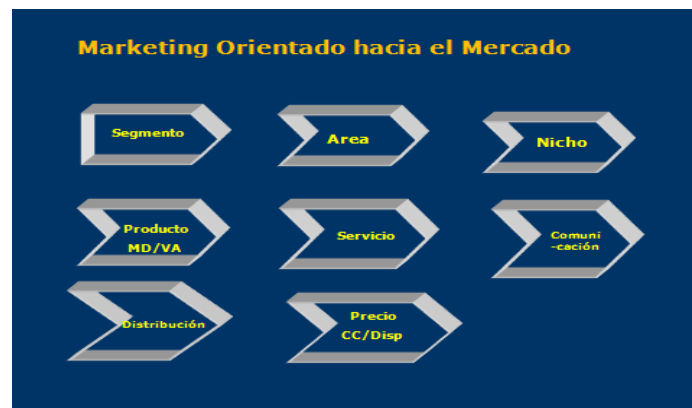 Marketing Orientado hacia el Mercado
Segmento
Area
Nicho
Producto
MD/VA
Servicio
Comuni
-cación
Distribución
Precio
CC/Disp